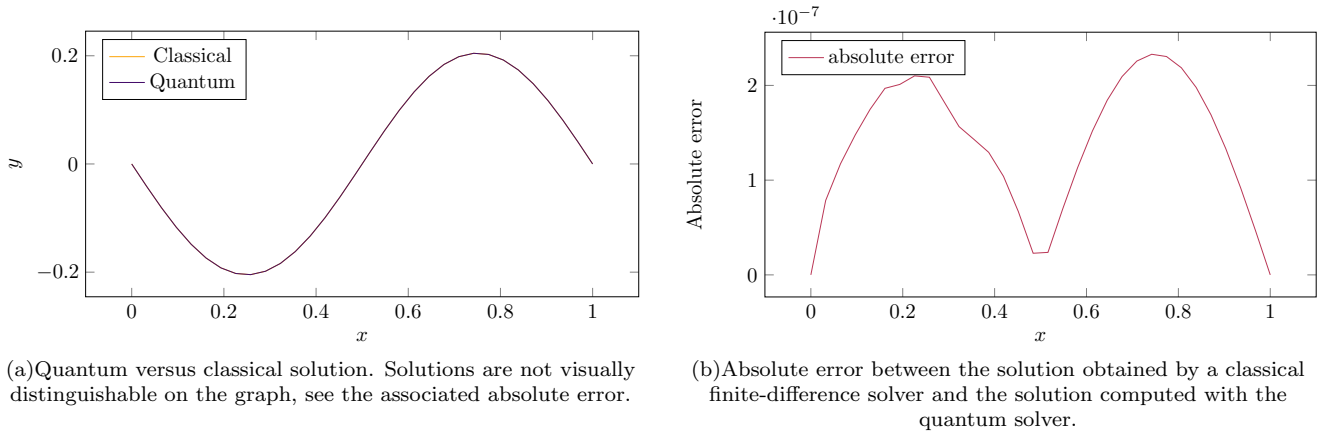 Classical
Quantum
0.2
0
−0.2
y
0
0.2
0.4
0.6
0.8
1
x
(a)Quantum versus classical solution. Solutions are not visually
distinguishable on the graph, see the associated absolute error.
·10⁻⁷
absolute error
2
1
0
Absolute error
0
0.2
0.4
0.6
0.8
1
x
(b)Absolute error between the solution obtained by a classical
finite-difference solver and the solution computed with the
quantum solver.